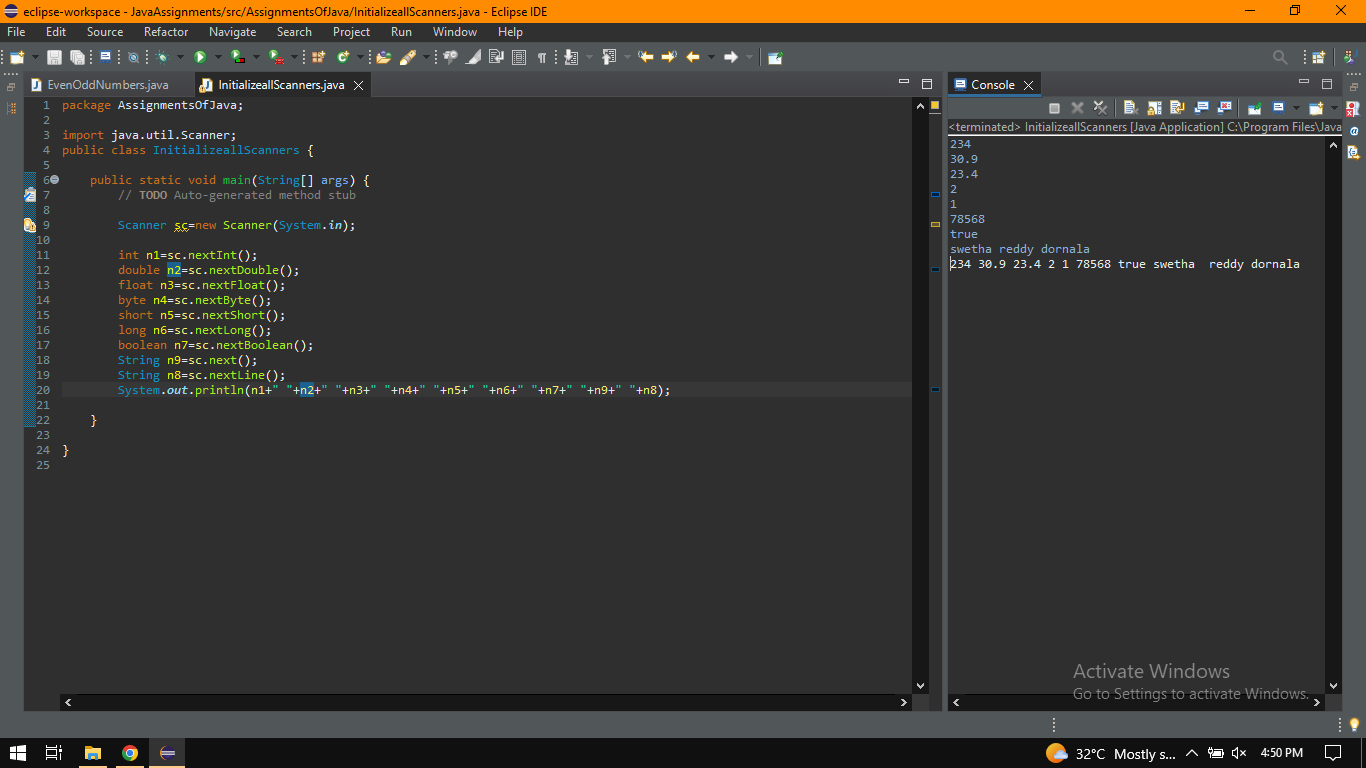 eclipse-workspace - JavaAssignments/src/AssignmentsOfJava/InitializeallScanners.java - Eclipse IDE
File Edit Source Refactor Navigate Search Project Run Window Help
EvenOddNumbers.java InitializeallScanners.java
1 package AssignmentsOfJava;
2
3 import java.util.Scanner;
4 public class InitializeallScanners {
5
6 public static void main(String[] args) {
7 // TODO Auto-generated method stub
8
9 Scanner sc=new Scanner(System.in);
10
11 int n1=sc.nextInt();
12 double n2=sc.nextDouble();
13 float n3=sc.nextFloat();
14 byte n4=sc.nextByte();
15 short n5=sc.nextShort();
16 long n6=sc.nextLong();
17 boolean n7=sc.nextBoolean();
18 String n9=sc.next();
19 String n8=sc.nextLine();
20 System.out.println(n1+" "+n2+" "+n3+" "+n4+" "+n5+" "+n6+" "+n7+" "+n9+" "+n8);
21
22 }
23
24 }
25
Console
<terminated> InitializeallScanners [Java Application] C:\Program Files\Java
234
30.9
23.4
2
1
78568
true
swetha reddy dornala
234 30.9 23.4 2 1 78568 true swetha  reddy dornala
Activate Windows
Go to Settings to activate Windows.
32°C Mostly s... 4:50 PM